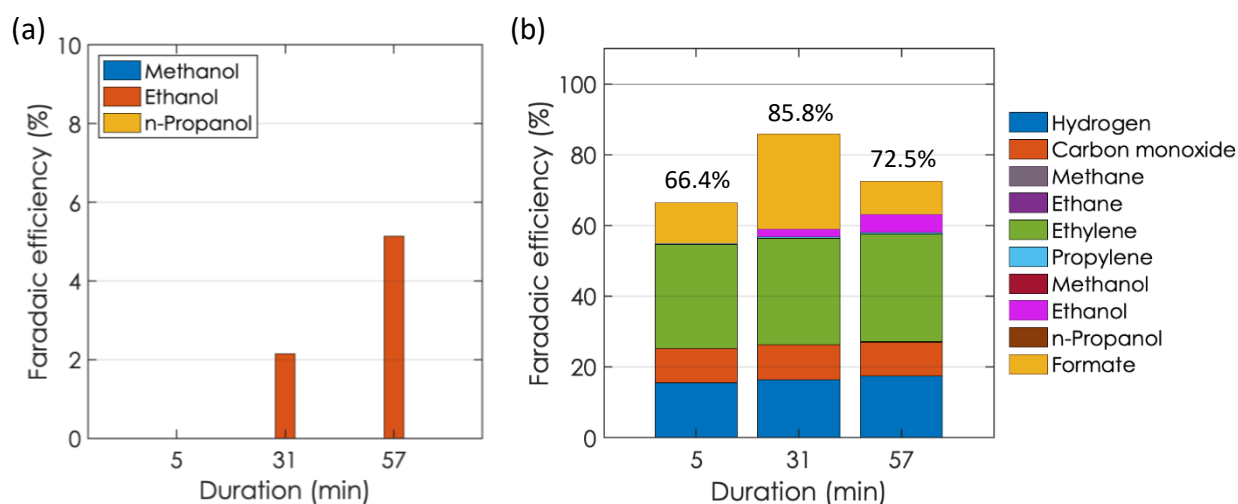 (a)
10
8
6
4
2
0
Faradaic efficiency (%)
Methanol
Ethanol
n-Propanol
5 31 57
Duration (min)
(b)
100
80
60
40
20
0
Faradaic efficiency (%)
66.4%
85.8%
72.5%
5 31 57
Duration (min)
Hydrogen
Carbon monoxide
Methane
Ethane
Ethylene
Propylene
Methanol
Ethanol
n-Propanol
Formate